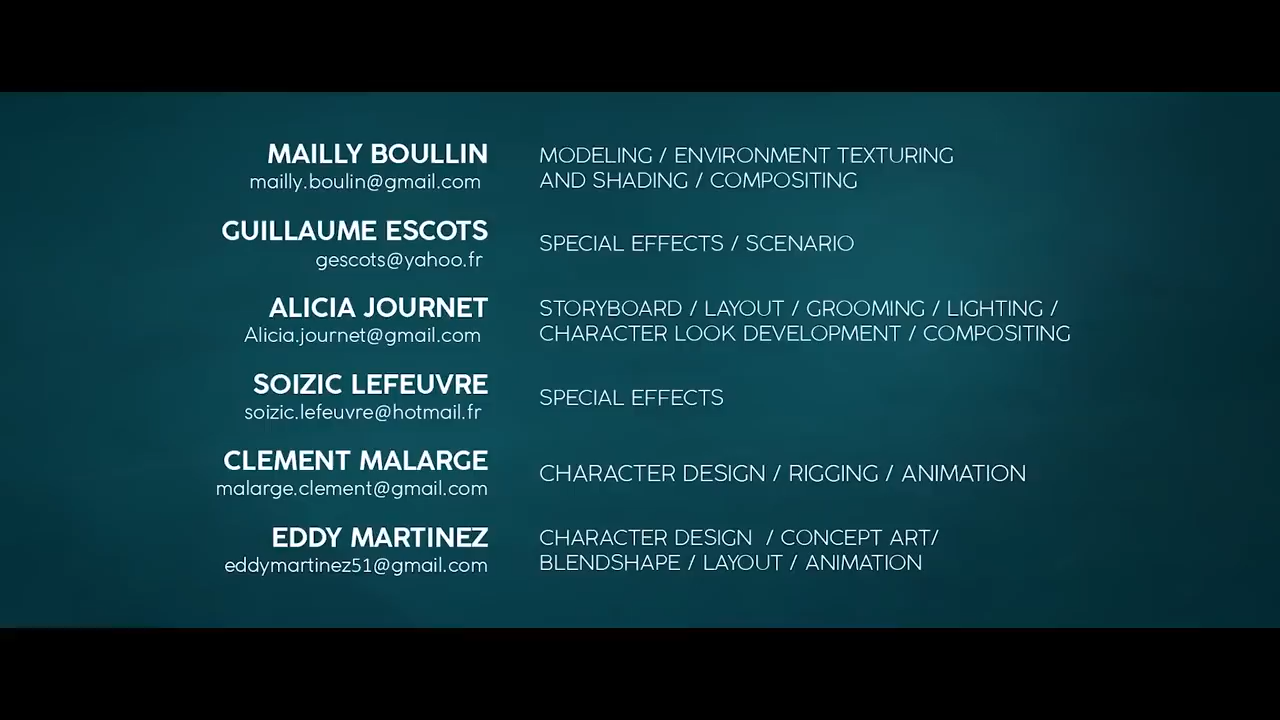 MAILLY BOULLIN
mailly.boulin@gmail.com
MODELING / ENVIRONMENT TEXTURING
AND SHADING / COMPOSITING
GUILLAUME ESCOTS
gescots@yahoo.fr
SPECIAL EFFECTS / SCENARIO
ALICIA JOURNET
Alicia.journet@gmail.com
STORYBOARD / LAYOUT / GROOMING / LIGHTING /
CHARACTER LOOK DEVELOPMENT / COMPOSITING
SOIZIC LEFEUVRE
soizic.lefeuvre@hotmail.fr
SPECIAL EFFECTS
CLEMENT MALARGE
malarge.clement@gmail.com
CHARACTER DESIGN / RIGGING / ANIMATION
EDDY MARTINEZ
eddymartinez51@gmail.com
CHARACTER DESIGN / CONCEPT ART/
BLENDSHAPE / LAYOUT / ANIMATION